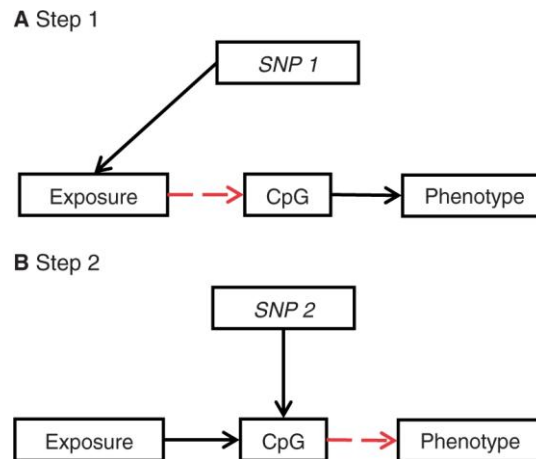 A Step 1
SNP 1
Exposure
CpG
Phenotype
B Step 2
SNP 2
Exposure
CpG
Phenotype